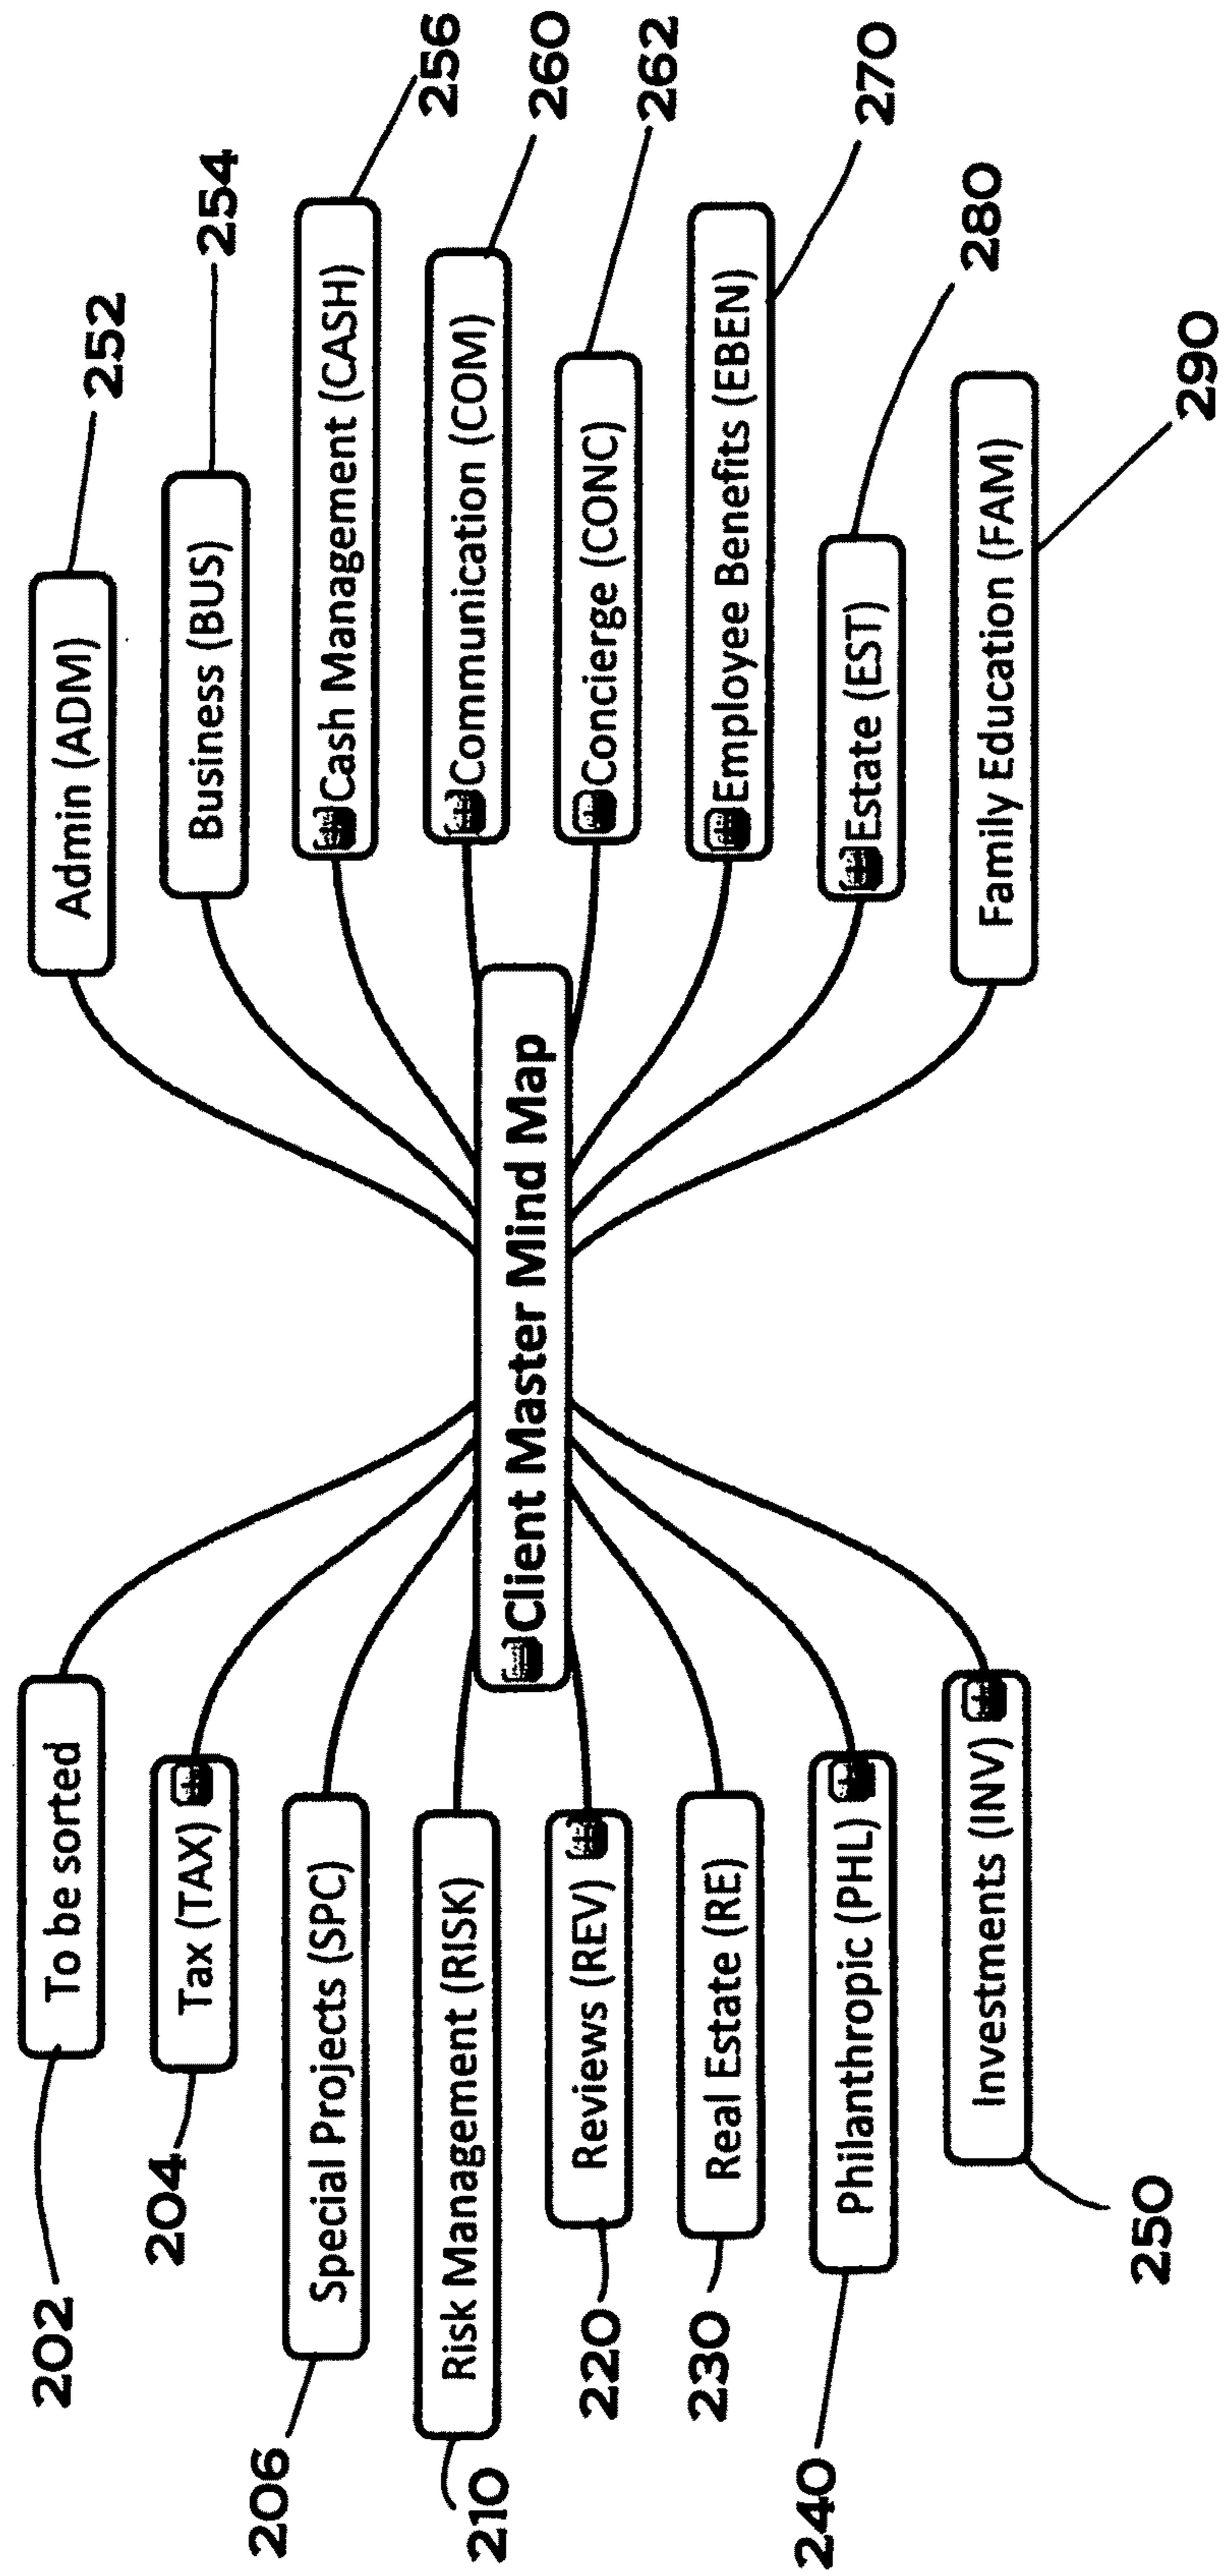 Client Master Mind Map
202
To be sorted
204
Tax (TAX)
206
Special Projects (SPC)
210
Risk Management (RISK)
220
Reviews (REV)
230
Real Estate (RE)
240
Philanthropic (PHL)
250
Investments (INV)
Admin (ADM)
252
Business (BUS)
254
Cash Management (CASH)
256
Communication (COM)
260
Concierge (CONC)
262
Employee Benefits (EBEN)
270
Estate (EST)
280
Family Education (FAM)
290